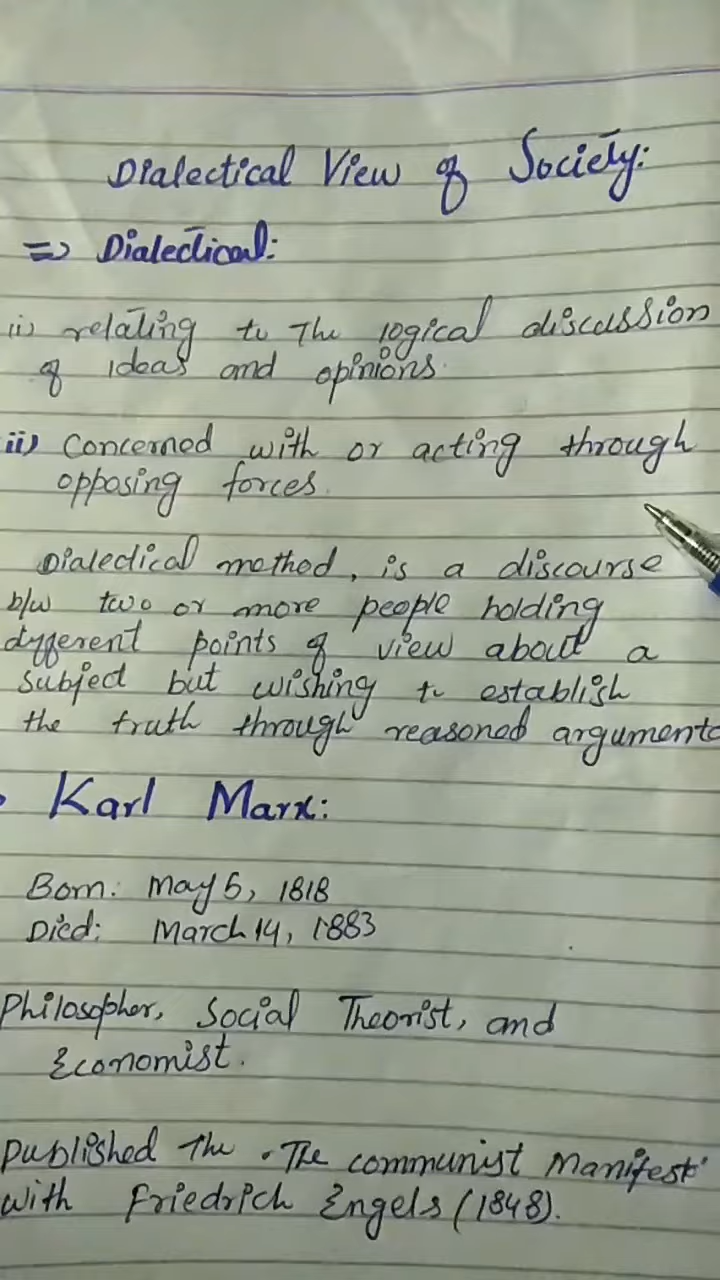 Dialectical View of Society:
=> Dialectical:
(i) relating to The logical discussion
of ideas and opinions.
ii) Concerned with or acting through
opposing forces.
Dialectical method, is a discourse
b/w two or more people holding
different points of view about a
subject but wishing to establish
the truth through reasoned argument
Karl Marx:
Born: May 5, 1818
Died: March 14, 1883
Philosopher, Social Theorist, and
Economist.
Published The "The communist Manifest"
with Friedrich Engels (1848).